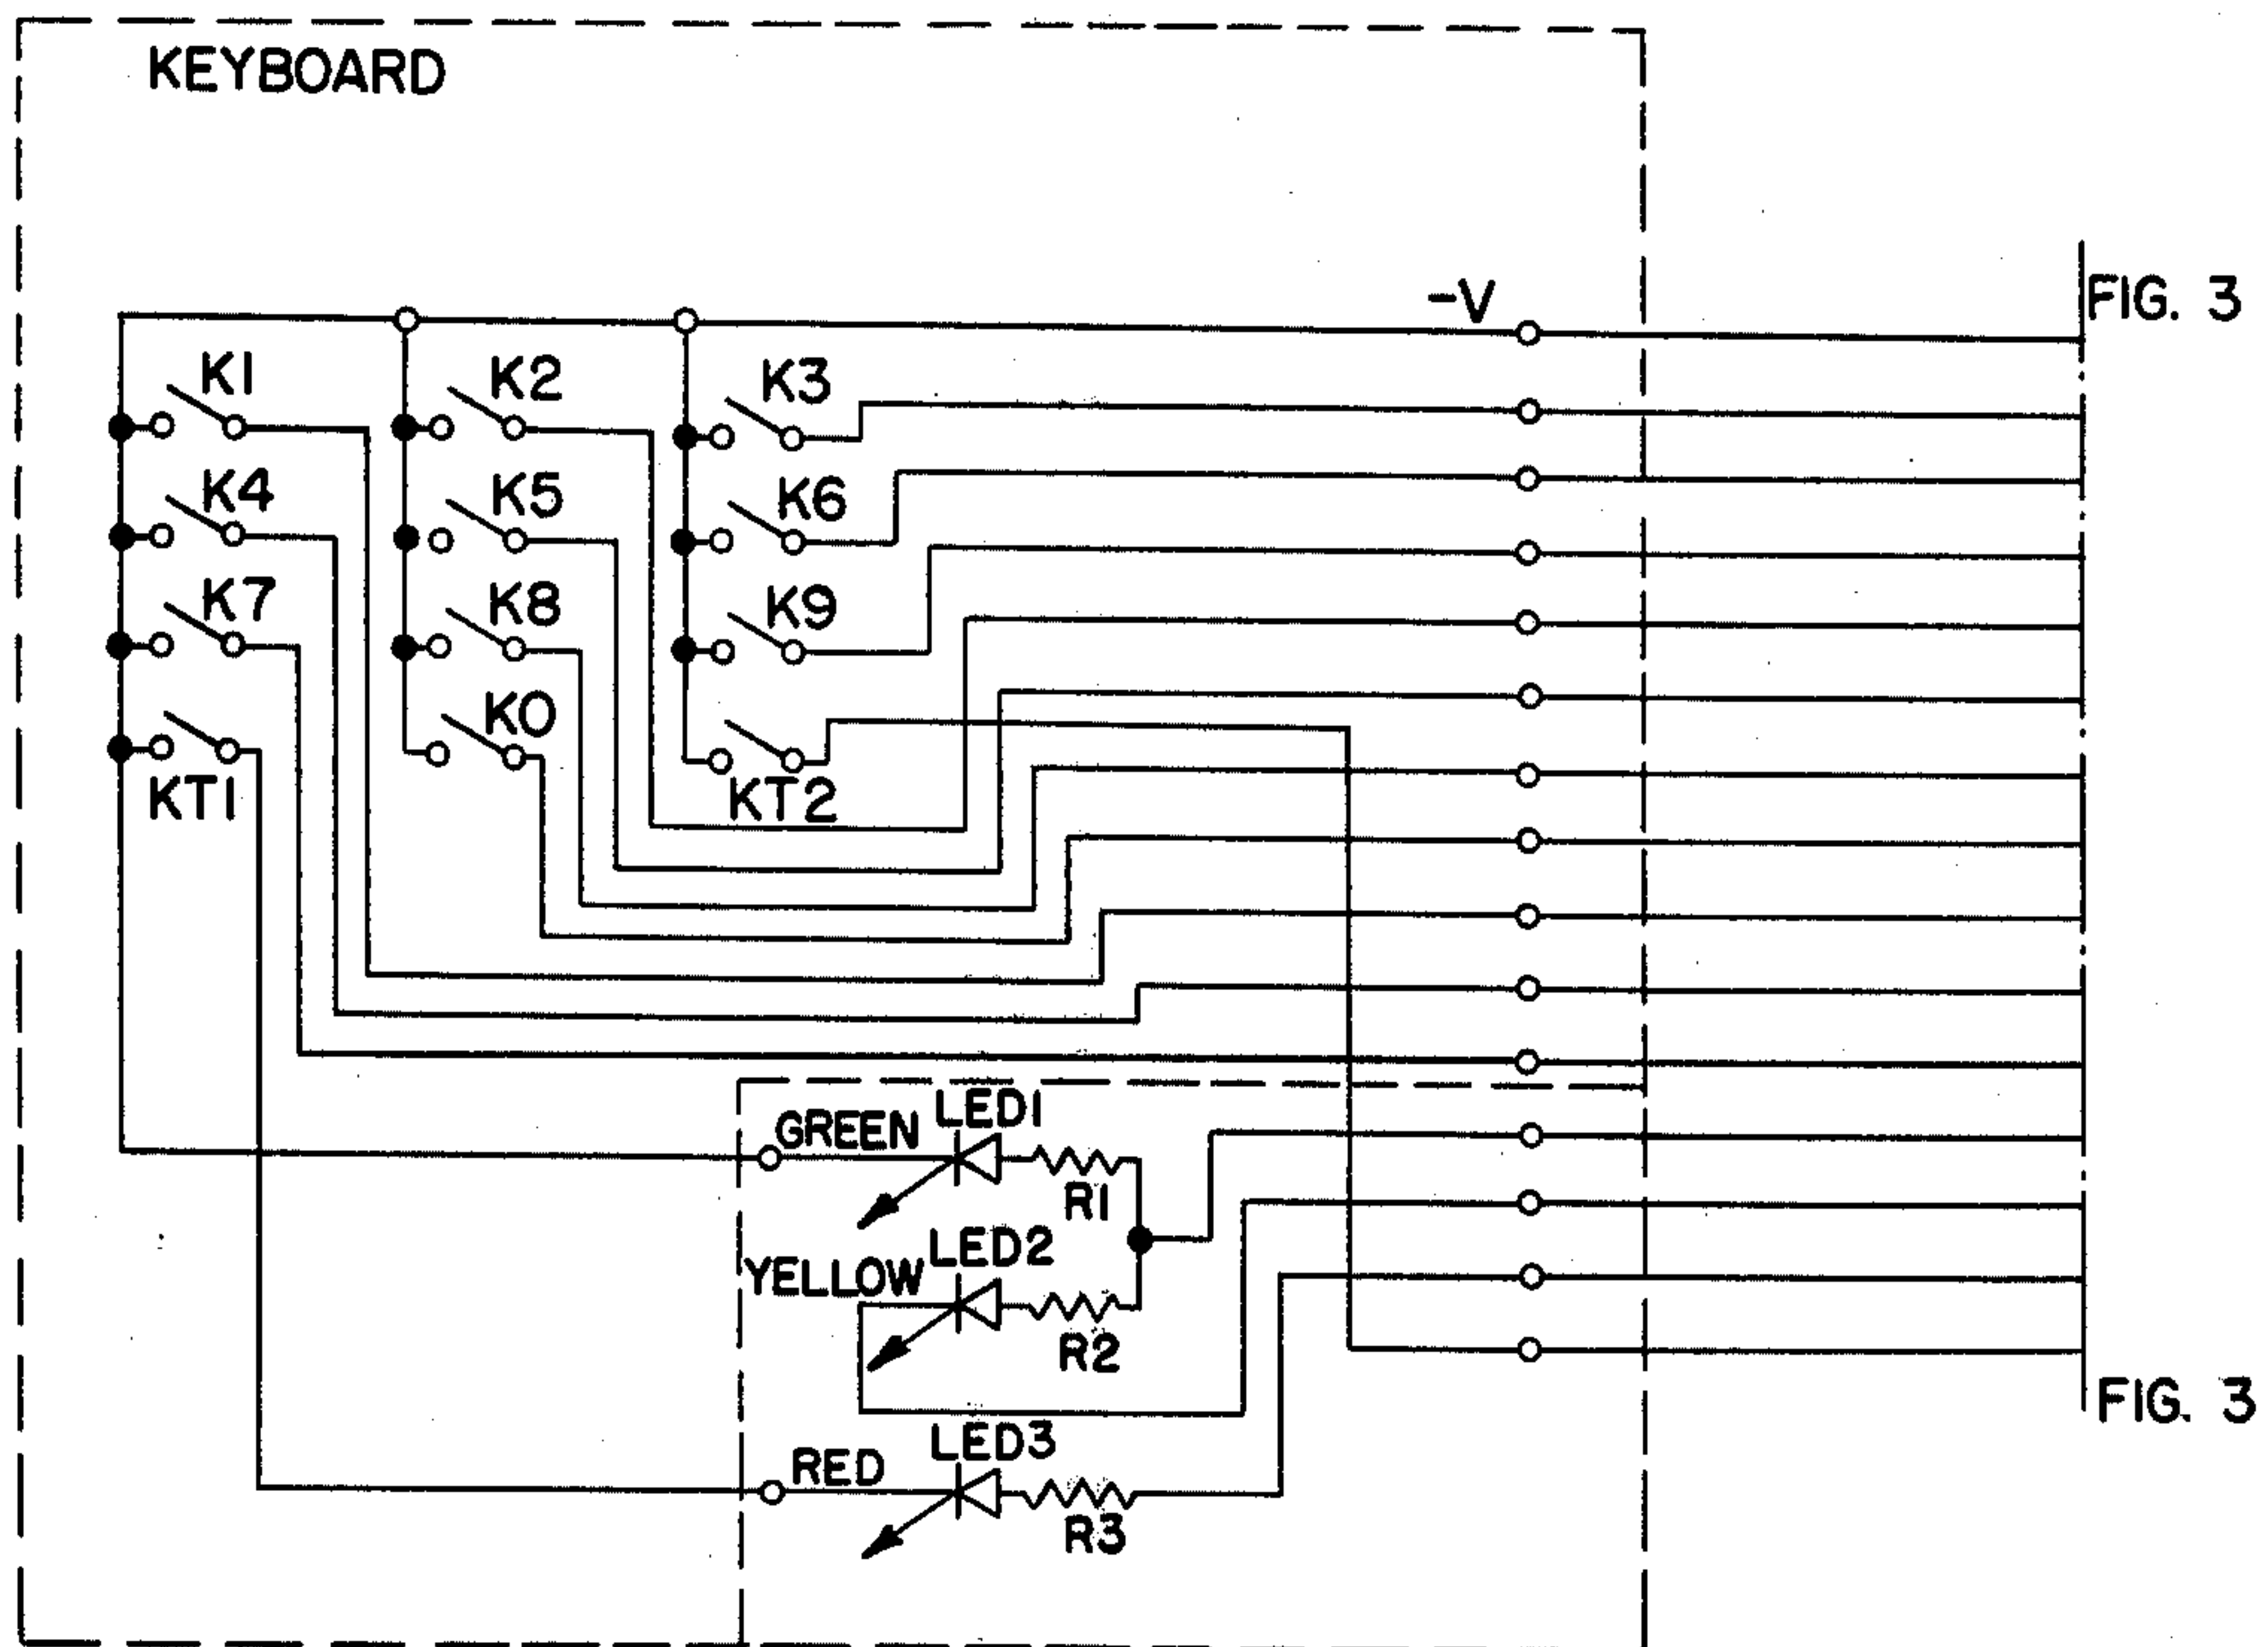 KEYBOARD
-V
FIG. 3
K1
K2
K3
K4
K5
K6
K7
K8
K9
KO
KT1
KT2
GREEN
LED1
R1
YELLOW
LED2
R2
RED
LED3
R3
FIG. 3